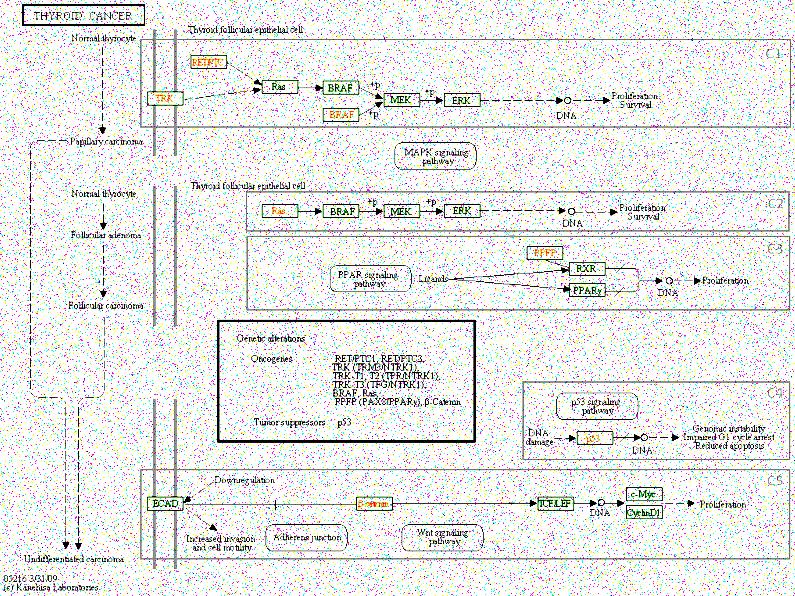 THYROID CANCER
Normal thyrocyte
Thyroid follicular epithelial cell
C1
RET/PTC
TRK
Ras
BRAF
+p
BRAF
+p
MEK
+p
ERK
DNA
Proliferation
Survival
Papillary carcinoma
MAPK signaling
pathway
Normal thyrocyte
Thyroid follicular epithelial cell
C2
Ras
BRAF
+p
MEK
+p
ERK
DNA
Proliferation
Survival
Follicular adenoma
C3
PPFP
PPAR signaling
pathway
Ligands
RXR
PPARγ
DNA
Proliferation
Follicular carcinoma
Genetic alterations
Oncogenes
RET/PTC1, RET/PTC3,
TRK (TRM3/NTRK1),
TRK-T1, T2 (TPR/NTRK1),
TRK-T3 (TFG/NTRK1),
BRAF, Ras,
PPFP (PAX8/PPARγ), β-Catenin
Tumor suppressors p53
C4
p53 signaling
pathway
DNA
damage
p53
DNA
Genomic instability
Impaired G1 cycle arrest
Reduced apoptosis
C5
Downregulation
ECAD
TCF/LEF
DNA
c-Myc
CyclinD1
Proliferation
Increased invasion
and cell motility
Adherens junction
Wnt signaling
pathway
Undifferentiated carcinoma
05216 3/31/09
(c) Kanehisa Laboratories